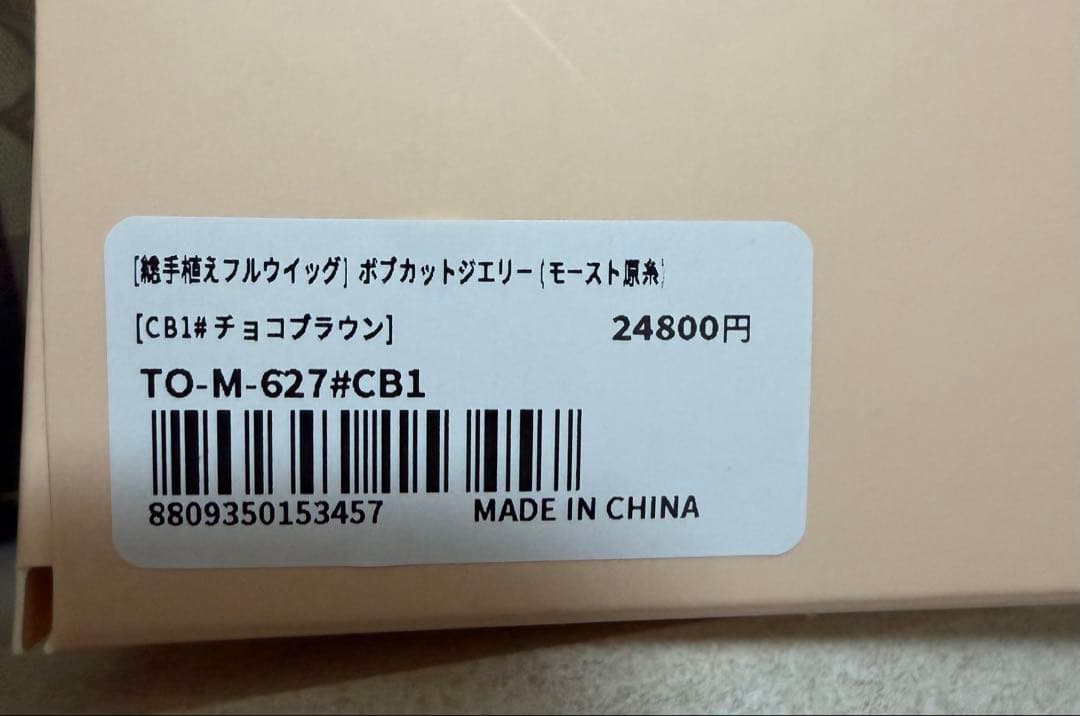 [総手植えフルウイッグ] ボブカットジエリー (モースト原糸)
[CB1# チョコブラウン] 24800円
TO-M-627#CB1
8809350153457 MADE IN CHINA